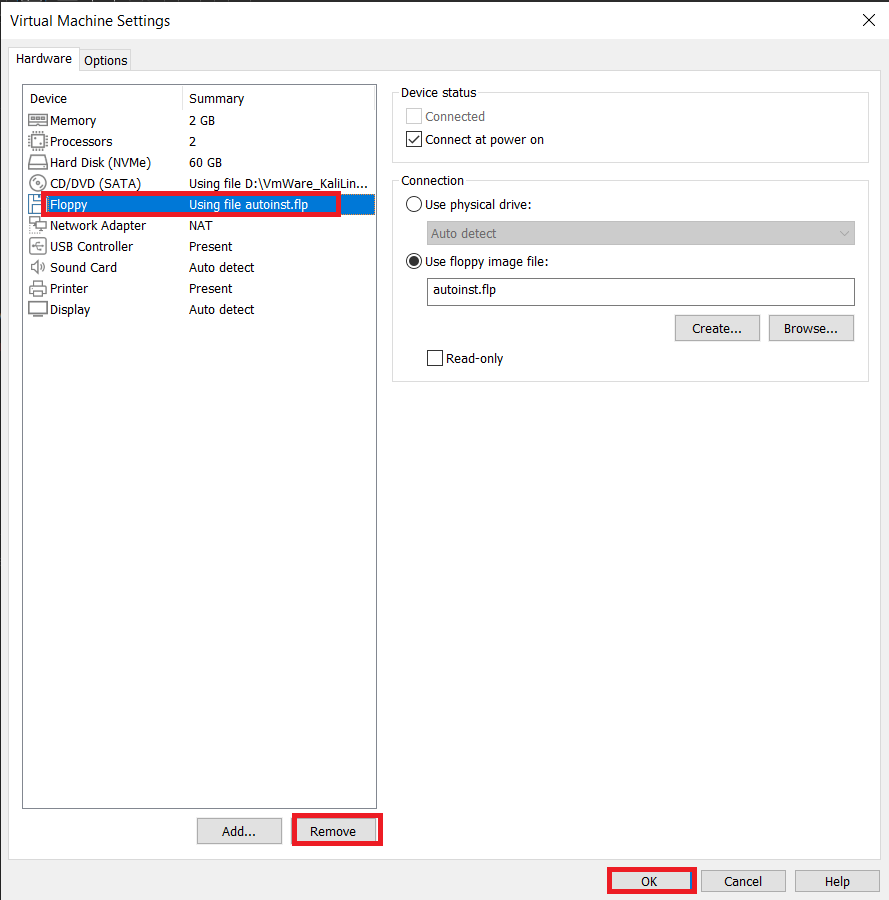 Virtual Machine Settings
Hardware Options
Device Summary
Memory 2 GB
Processors 2
Hard Disk (NVMe) 60 GB
CD/DVD (SATA) Using file D:\VmWare_KaliLin...
Floppy Using file autoinst.flp
Network Adapter NAT
USB Controller Present
Sound Card Auto detect
Printer Present
Display Auto detect
Add... Remove
Device status
Connected
Connect at power on
Connection
Use physical drive:
Auto detect
Use floppy image file:
autoinst.flp
Create... Browse...
Read-only
OK Cancel Help